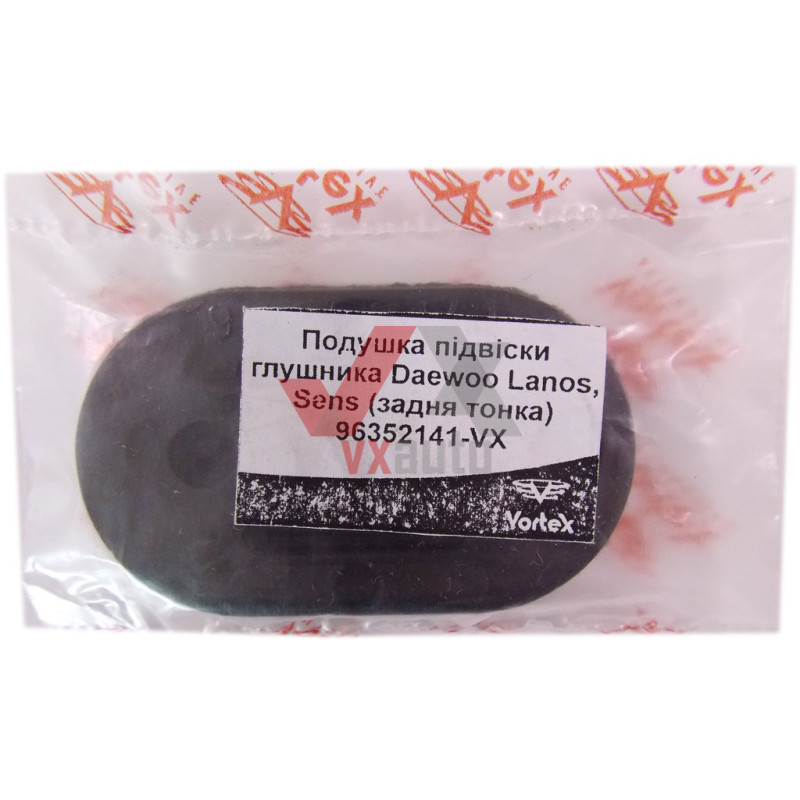 Подушка підвіски
глушника Daewoo Lanos,
Sens (задня тонка)
96352141-VX
VXauto
Vortex